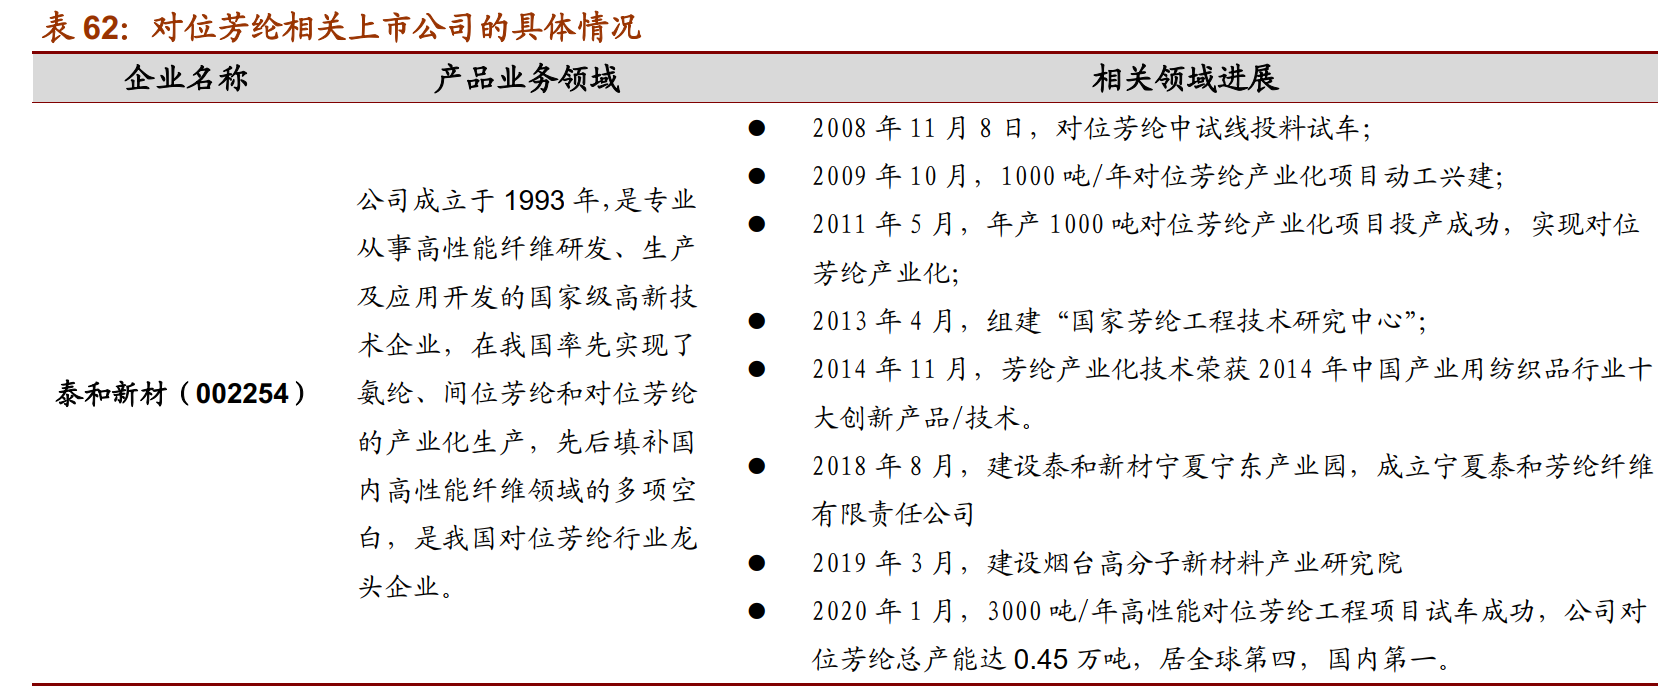 表 62：对位芳纶相关上市公司的具体情况
企业名称 产品业务领域 相关领域进展
泰和新材（002254）
公司成立于 1993 年，是专业
从事高性能纤维研发、生产
及应用开发的国家级高新技
术企业，在我国率先实现了
氨纶、间位芳纶和对位芳纶
的产业化生产，先后填补国
内高性能纤维领域的多项空
白，是我国对位芳纶行业龙
头企业。
● 2008 年 11 月 8 日，对位芳纶中试线投料试车；
● 2009 年 10 月，1000 吨/年对位芳纶产业化项目动工兴建；
● 2011 年 5 月，年产 1000 吨对位芳纶产业化项目投产成功，实现对位
芳纶产业化；
● 2013 年 4 月，组建“国家芳纶工程技术研究中心”；
● 2014 年 11 月，芳纶产业化技术荣获 2014 年中国产业用纺织品行业十
大创新产品/技术。
● 2018 年 8 月，建设泰和新材宁夏宁东产业园，成立宁夏泰和芳纶纤维
有限责任公司
● 2019 年 3 月，建设烟台高分子新材料产业研究院
● 2020 年 1 月，3000 吨/年高性能对位芳纶工程项目试车成功，公司对
位芳纶总产能达 0.45 万吨，居全球第四，国内第一。